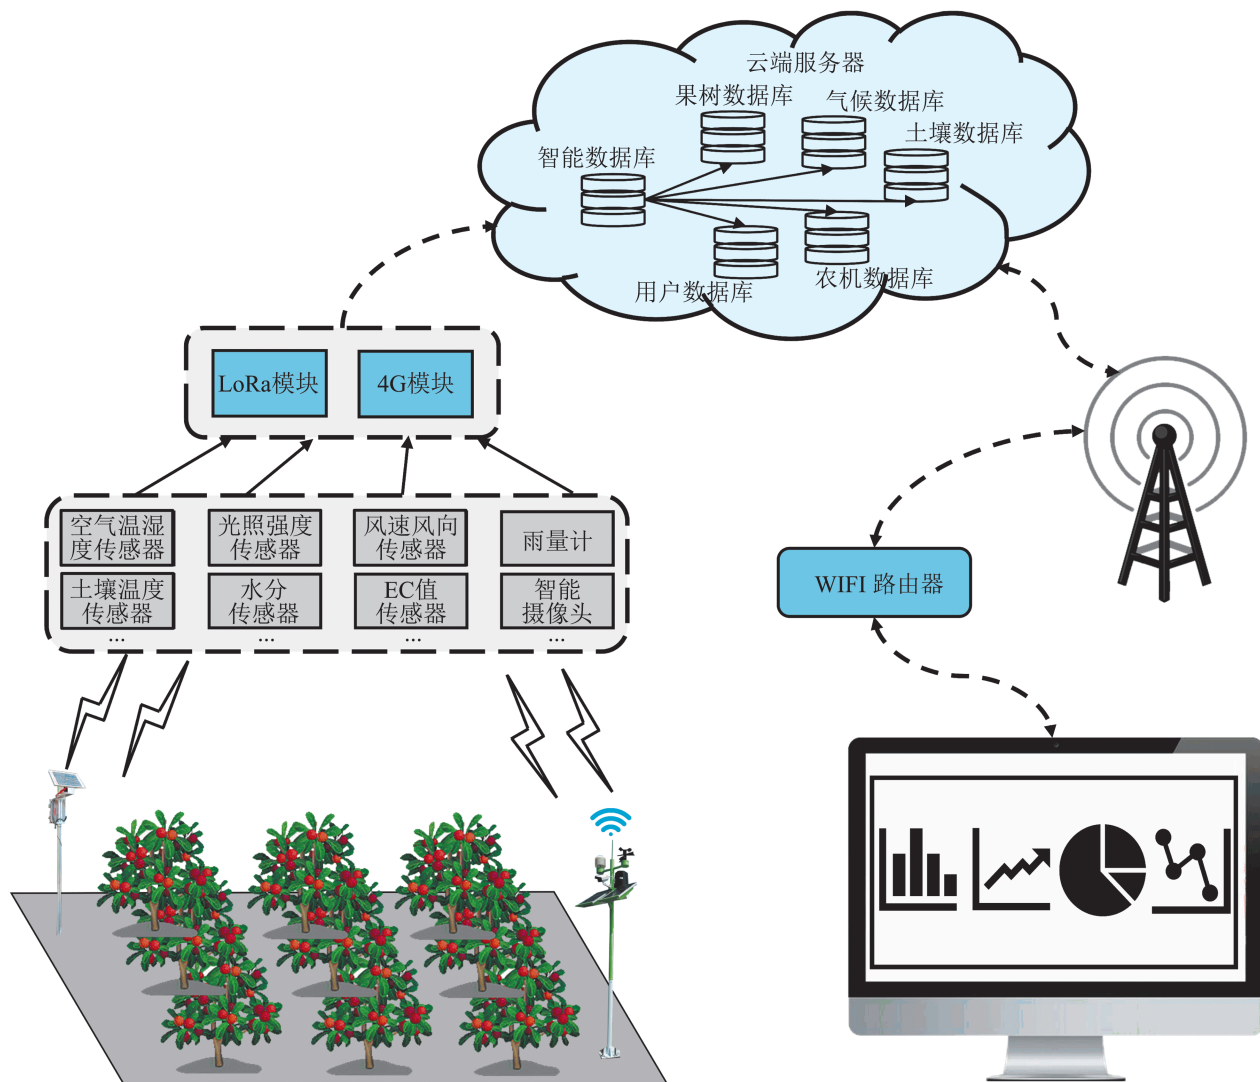 云端服务器
果树数据库
气候数据库
土壤数据库
智能数据库
用户数据库
农机数据库
LoRa模块
4G模块
空气温湿
度传感器
光照强度
传感器
风速风向
传感器
雨量计
土壤温度
传感器
水分
传感器
EC值
传感器
智能
摄像头
...
...
...
...
WIFI 路由器